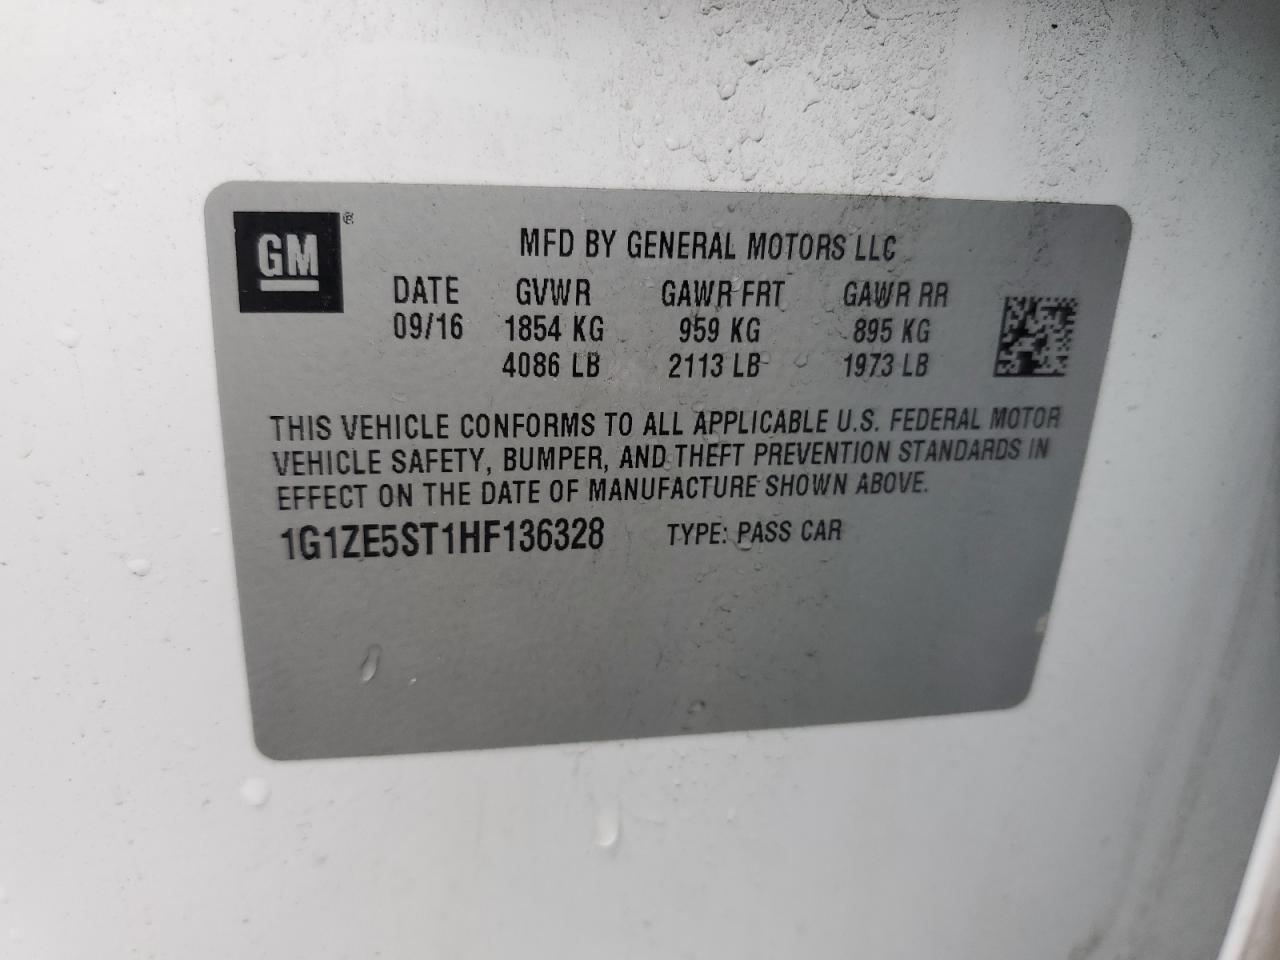 GM®
MFD BY GENERAL MOTORS LLC
DATE GVWR GAWR FRT GAWR RR
09/16 1854 KG 959 KG 895 KG
4086 LB 2113 LB 1973 LB
THIS VEHICLE CONFORMS TO ALL APPLICABLE U.S. FEDERAL MOTOR
VEHICLE SAFETY, BUMPER, AND THEFT PREVENTION STANDARDS IN
EFFECT ON THE DATE OF MANUFACTURE SHOWN ABOVE.
1G1ZE5ST1HF136328 TYPE: PASS CAR